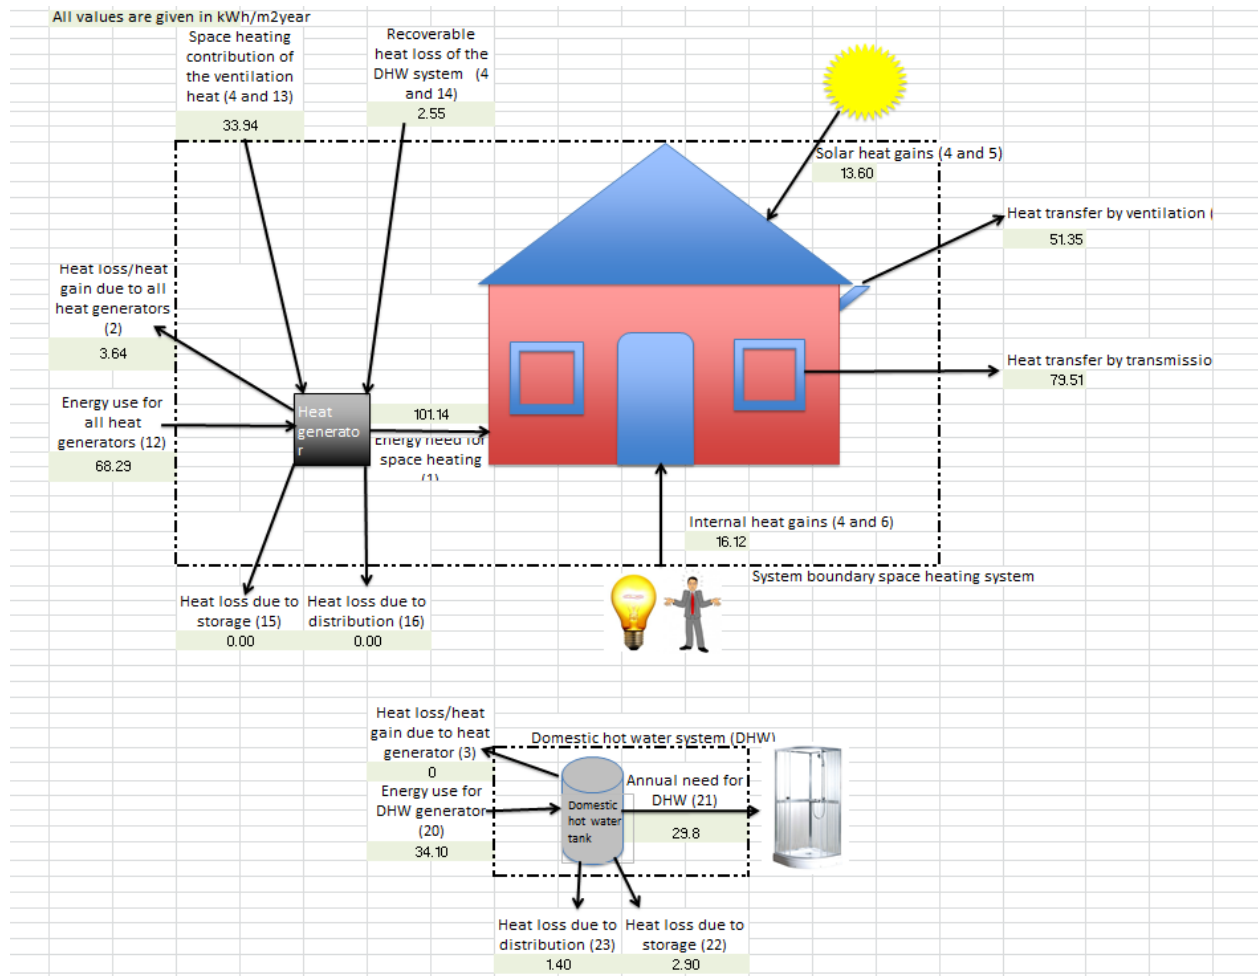 All values are given in kWh/m2year
Space heating
contribution of
the ventilation
heat (4 and 13)
33.94
Recoverable
heat loss of the
DHW system (4
and 14)
2.55
Solar heat gains (4 and 5)
13.60
Heat transfer by ventilation (
51.35
Heat loss/heat
gain due to all
heat generators
(2)
3.64
Heat transfer by transmissio
79.51
Energy use for
all heat
generators (12)
68.29
Heat
generato
r
101.14
Energy need for
space heating
(1)
Internal heat gains (4 and 6)
16.12
System boundary space heating system
Heat loss due to
storage (15)
0.00
Heat loss due to
distribution (16)
0.00
Heat loss/heat
gain due to heat
generator (3)
0
Domestic hot water system (DHW)
Energy use for
DHW generator
(20)
34.10
Domestic
hot water
tank
Annual need for
DHW (21)
29.8
Heat loss due to
distribution (23)
1.40
Heat loss due to
storage (22)
2.90